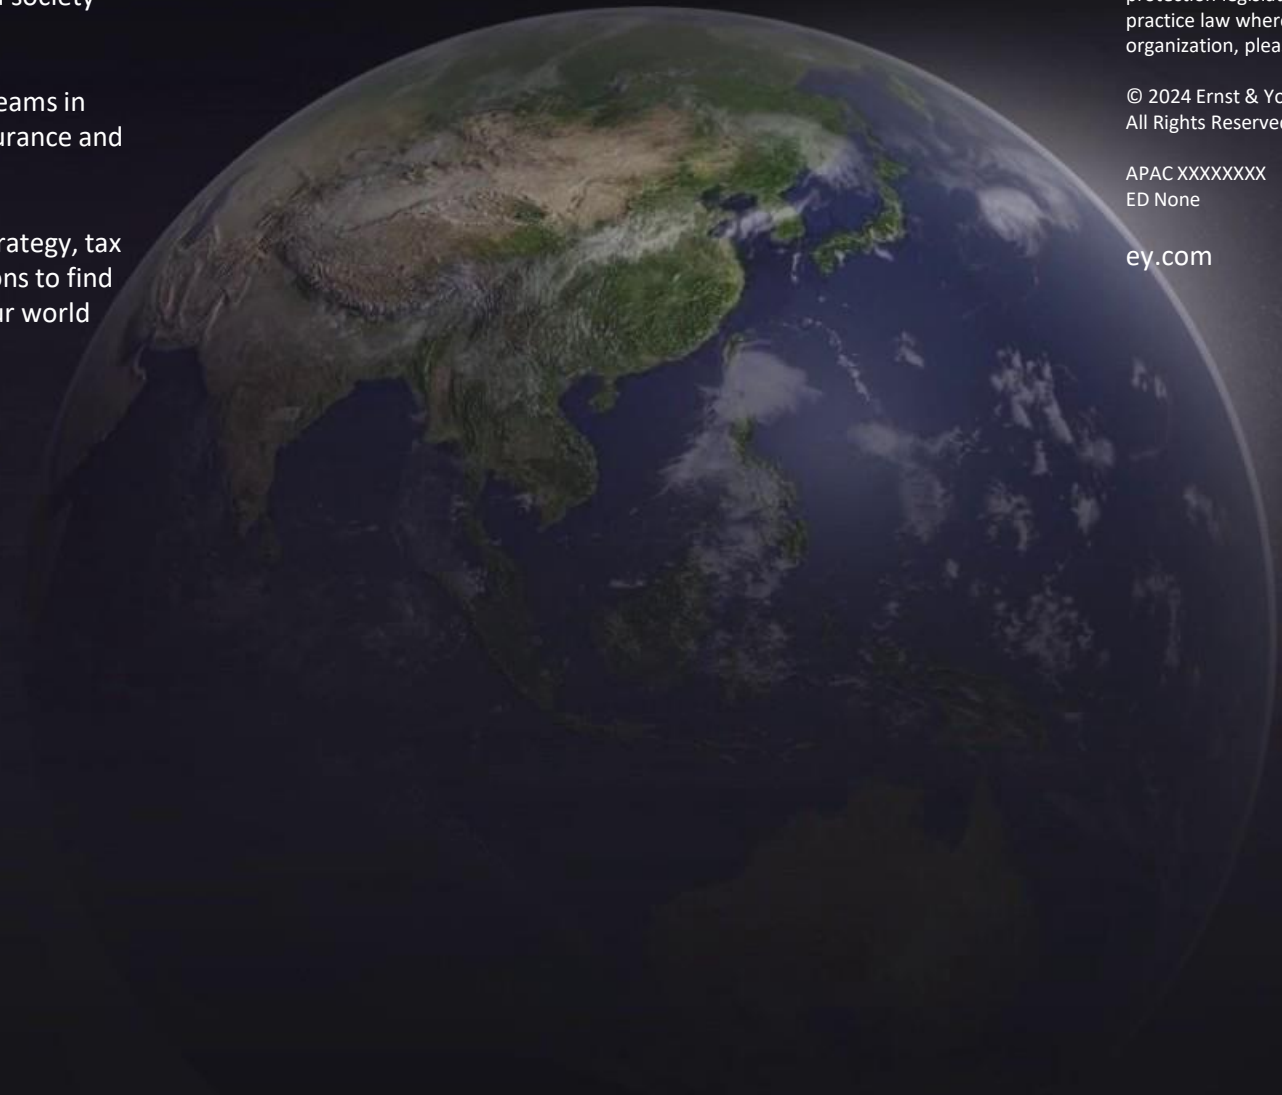 society
eams in
urance and
rategy, tax
ons to find
ur world
practice law where
organization, plea
© 2024 Ernst & Yo
All Rights Reserve
APAC XXXXXXXX
ED None
ey.com